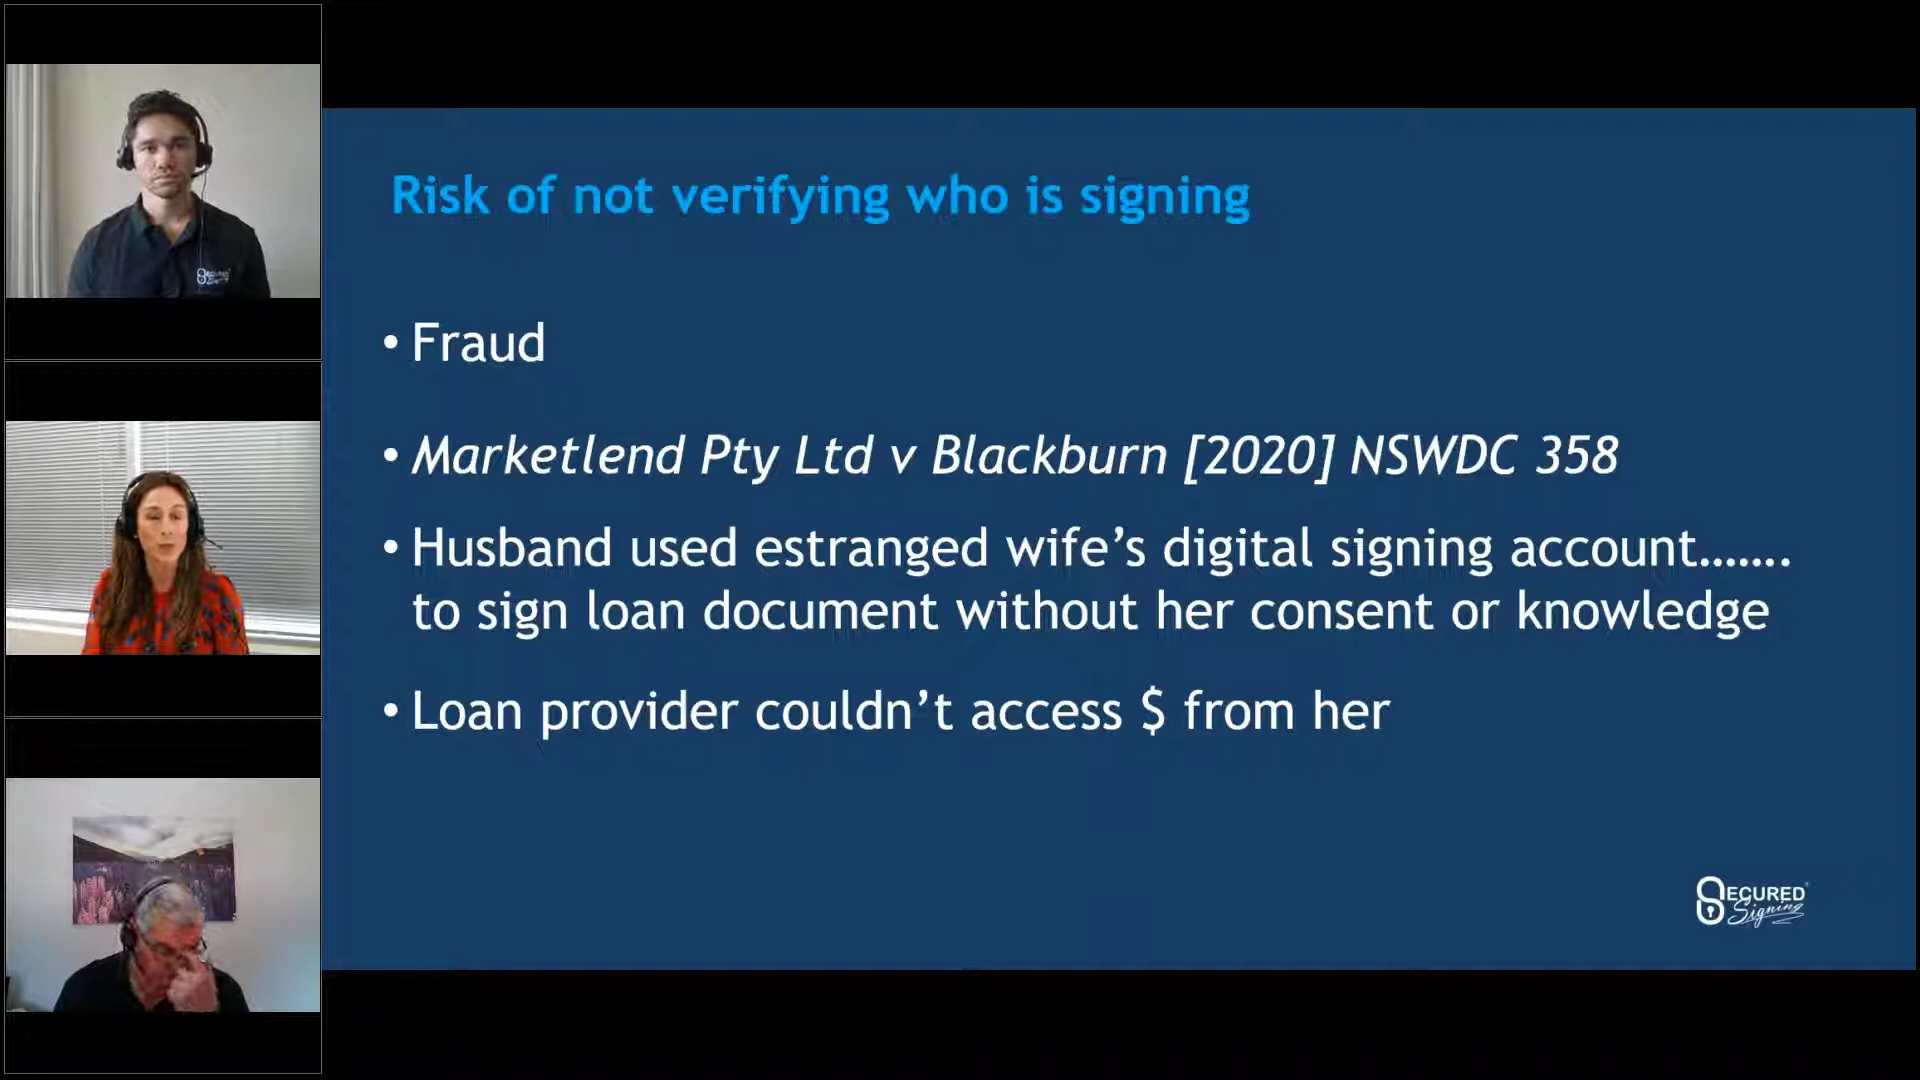 Risk of not verifying who is signing
• Fraud
• Marketlend Pty Ltd v Blackburn [2020] NSWDC 358
• Husband used estranged wife’s digital signing account…….
to sign loan document without her consent or knowledge
• Loan provider couldn’t access $ from her
SECURED
Signing